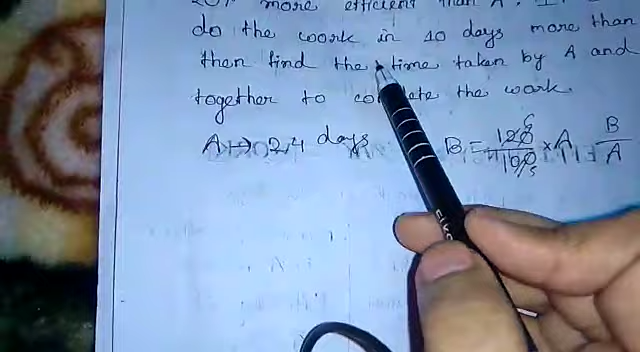 20% more efficient than A.
do the work in 10 days more than
then find the time taken by A and
together to complete the work.
A → 24 days
B = 120/100 × A B/A